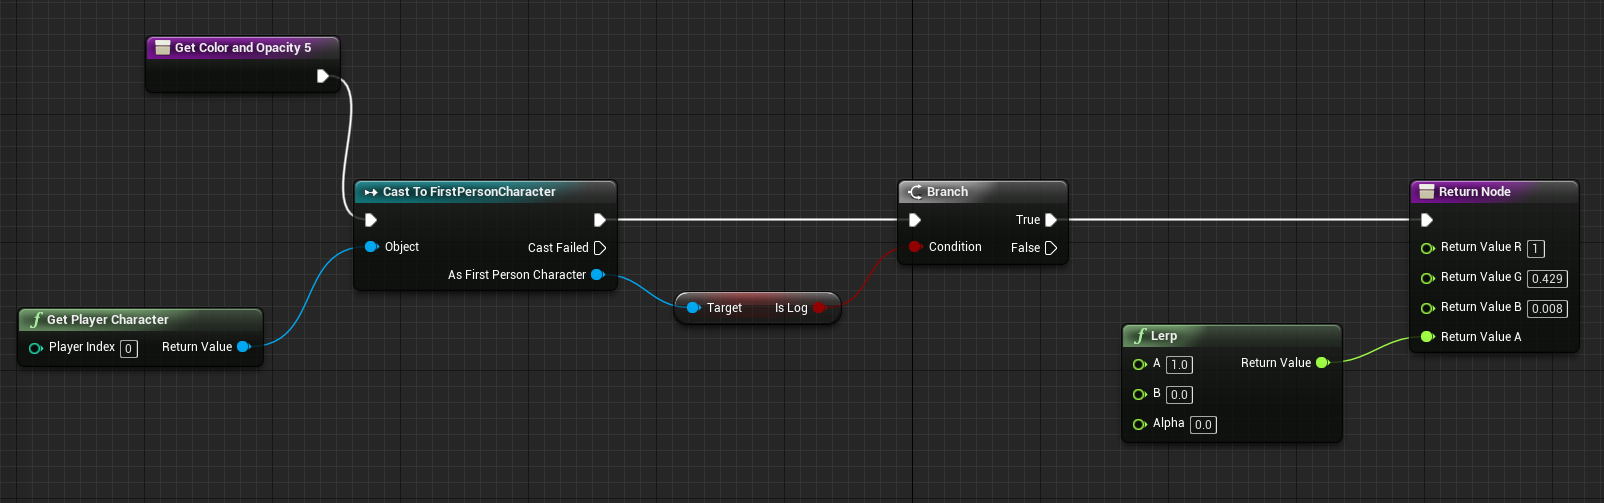 Get Color and Opacity 5
Cast To FirstPersonCharacter
Object
Cast Failed
As First Person Character
Get Player Character
Player Index 0
Return Value
Target
Is Log
Branch
True
Condition
False
Lerp
A 1.0
Return Value
B 0.0
Alpha 0.0
Return Node
Return Value R 1
Return Value G 0.429
Return Value B 0.008
Return Value A